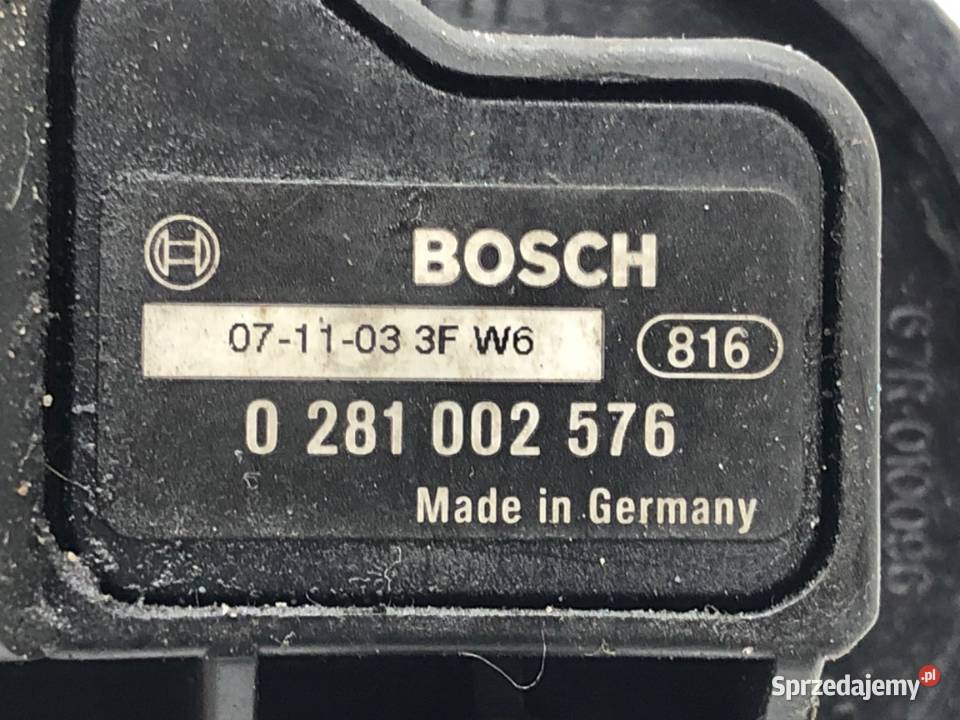 BOSCH
07-11-03 3F W6
816
0 281 002 576
Made in Germany
Sprzedajemy.pl